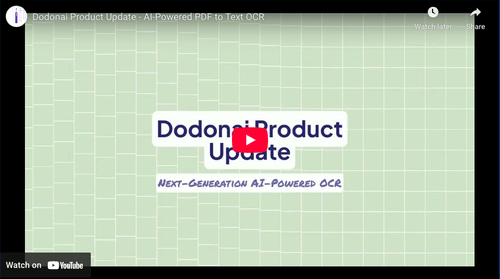 Dodonai Product Update - AI-Powered PDF to Text OCR
Watch later
Share
Dodonai Product
Update
Next-Generation AI-Powered OCR
Watch on YouTube